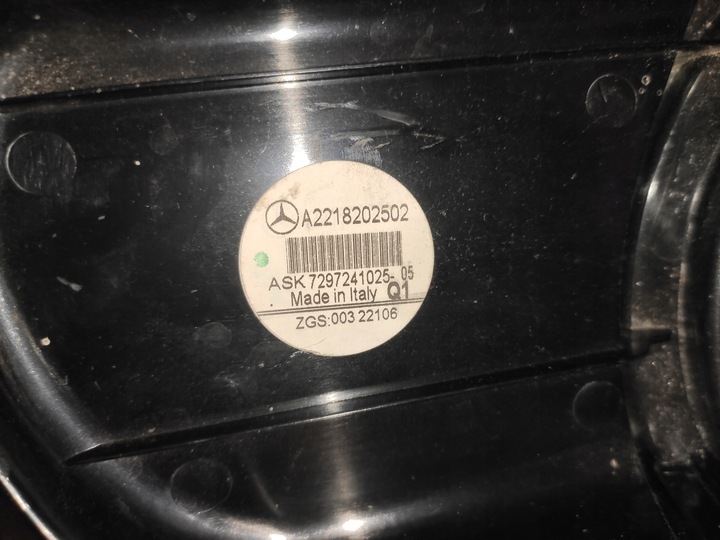 A2218202502
ASK 7297241025- 05
Made in Italy Q1
ZGS:003 22106